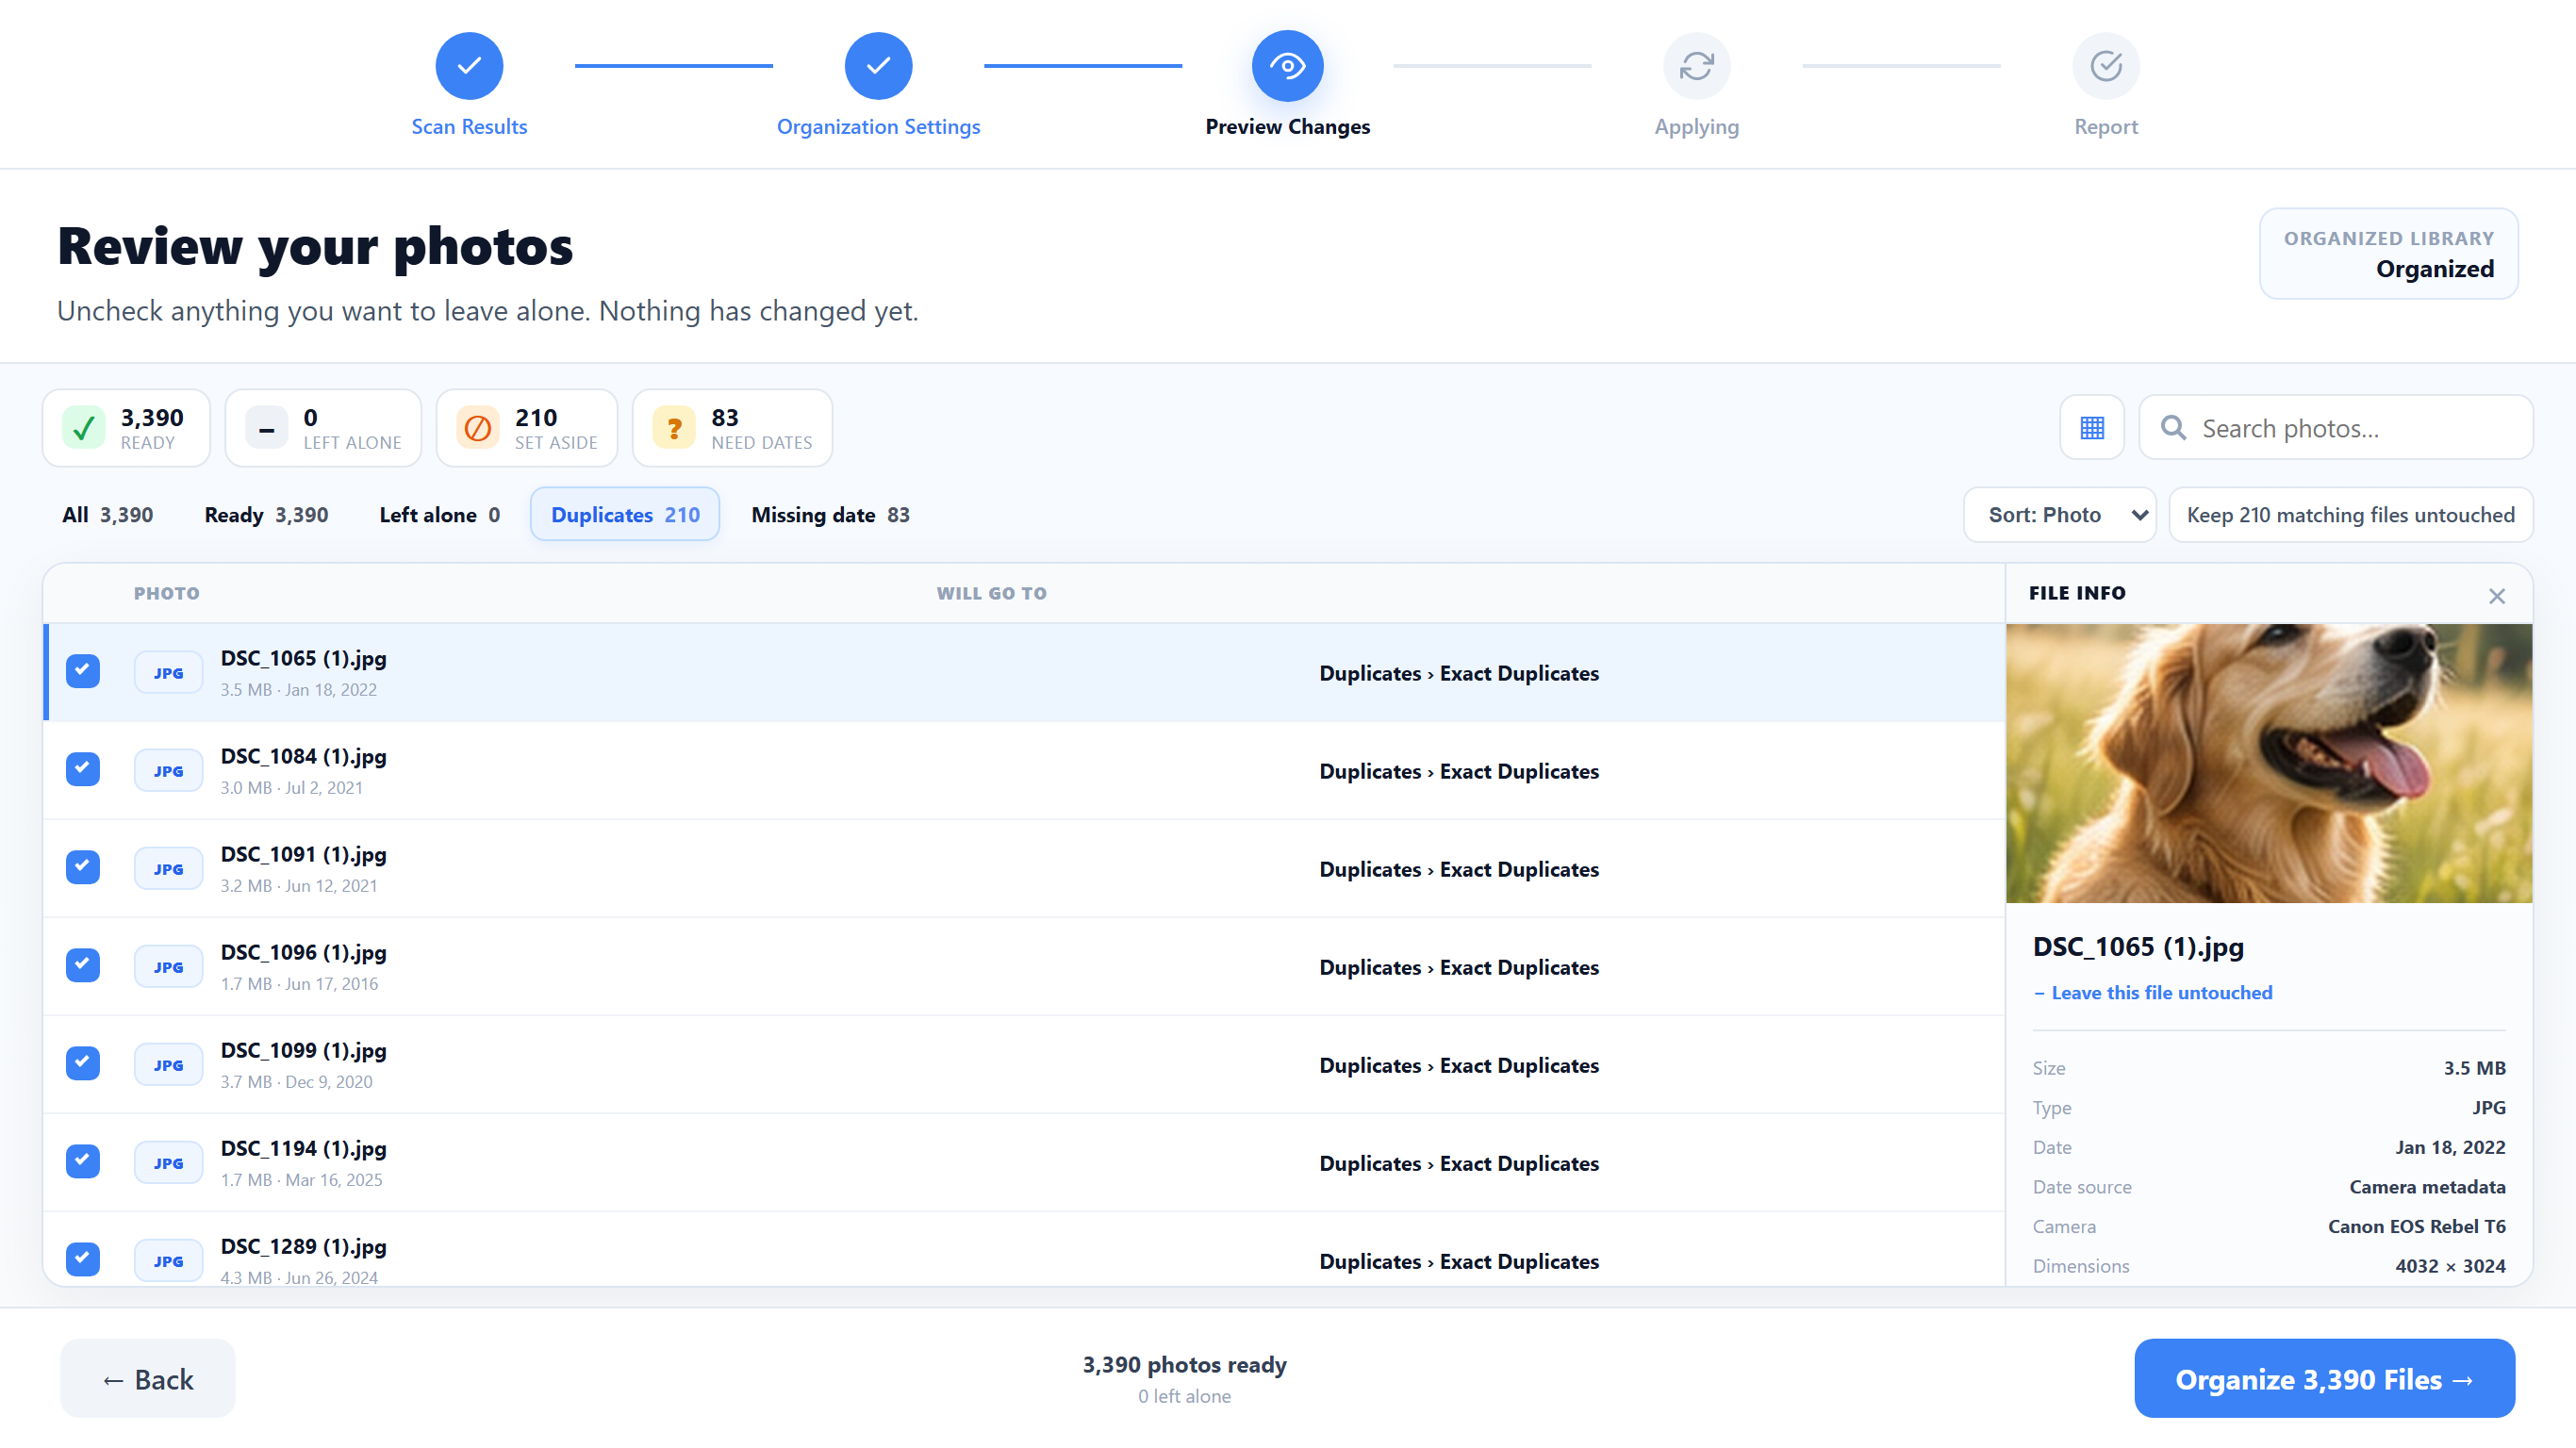 Scan Results
Organization Settings
Preview Changes
Applying
Report
Review your photos
Uncheck anything you want to leave alone. Nothing has changed yet.
ORGANIZED LIBRARY
Organized
3,390
READY
0
LEFT ALONE
210
SET ASIDE
? 83
NEED DATES
Search photos...
All 3,390
Ready 3,390
Left alone 0
Duplicates 210
Missing date 83
Sort: Photo
Keep 210 matching files untouched
PHOTO
WILL GO TO
FILE INFO
JPG
DSC_1065 (1).jpg
3.5 MB · Jan 18, 2022
Duplicates › Exact Duplicates
JPG
DSC_1084 (1).jpg
3.0 MB · Jul 2, 2021
Duplicates › Exact Duplicates
JPG
DSC_1091 (1).jpg
3.2 MB · Jun 12, 2021
Duplicates › Exact Duplicates
JPG
DSC_1096 (1).jpg
1.7 MB · Jun 17, 2016
Duplicates › Exact Duplicates
JPG
DSC_1099 (1).jpg
3.7 MB · Dec 9, 2020
Duplicates › Exact Duplicates
JPG
DSC_1194 (1).jpg
1.7 MB · Mar 16, 2025
Duplicates › Exact Duplicates
JPG
DSC_1289 (1).jpg
4.3 MB · Jun 26, 2024
Duplicates › Exact Duplicates
DSC_1065 (1).jpg
− Leave this file untouched
Size 3.5 MB
Type JPG
Date Jan 18, 2022
Date source Camera metadata
Camera Canon EOS Rebel T6
Dimensions 4032 × 3024
← Back
3,390 photos ready
0 left alone
Organize 3,390 Files →